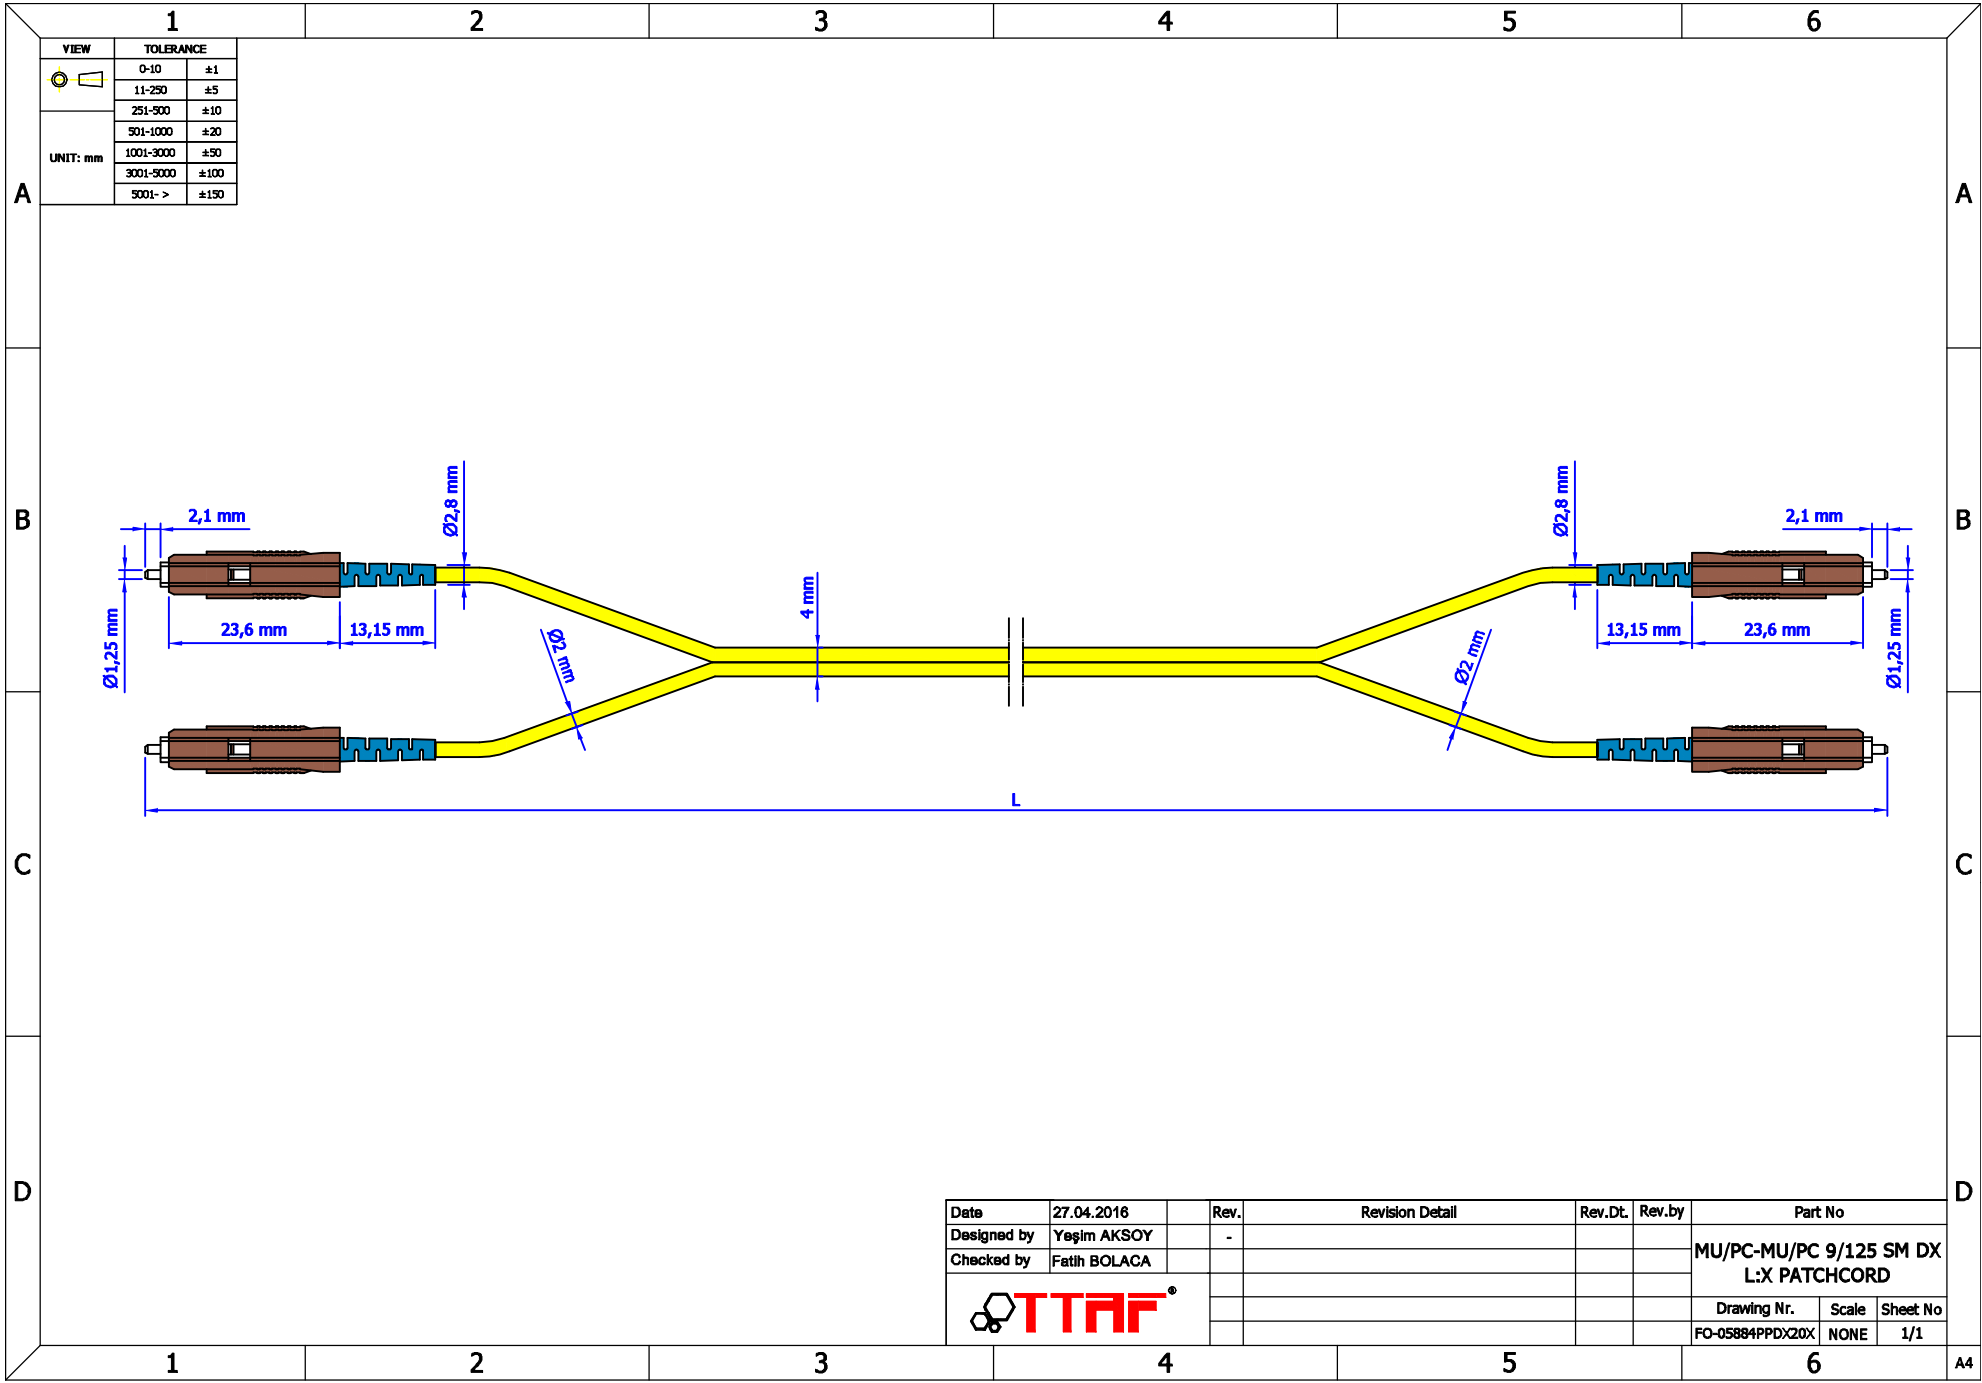 1 2 3 4 5 6
VIEW TOLERANCE
0-10 ±1
11-250 ±5
251-500 ±10
501-1000 ±20
UNIT: mm
1001-3000 ±50
3001-5000 ±100
5001- > ±150
A A
B B
2,1 mm Ø2,8 mm Ø2,8 mm 2,1 mm
Ø1,25 mm 23,6 mm 13,15 mm Ø2 mm 4 mm Ø2 mm 13,15 mm 23,6 mm Ø1,25 mm
L
C C
D D
Date 27.04.2016 Rev. Revision Detail Rev.Dt. Rev.by Part No
Designed by Yeşim AKSOY -
Checked by Fatih BOLACA
MU/PC-MU/PC 9/125 SM DX
L:X PATCHCORD
TTAF®
Drawing Nr. Scale Sheet No
FO-05884PPDX20X NONE 1/1
1 2 3 4 5 6 A4